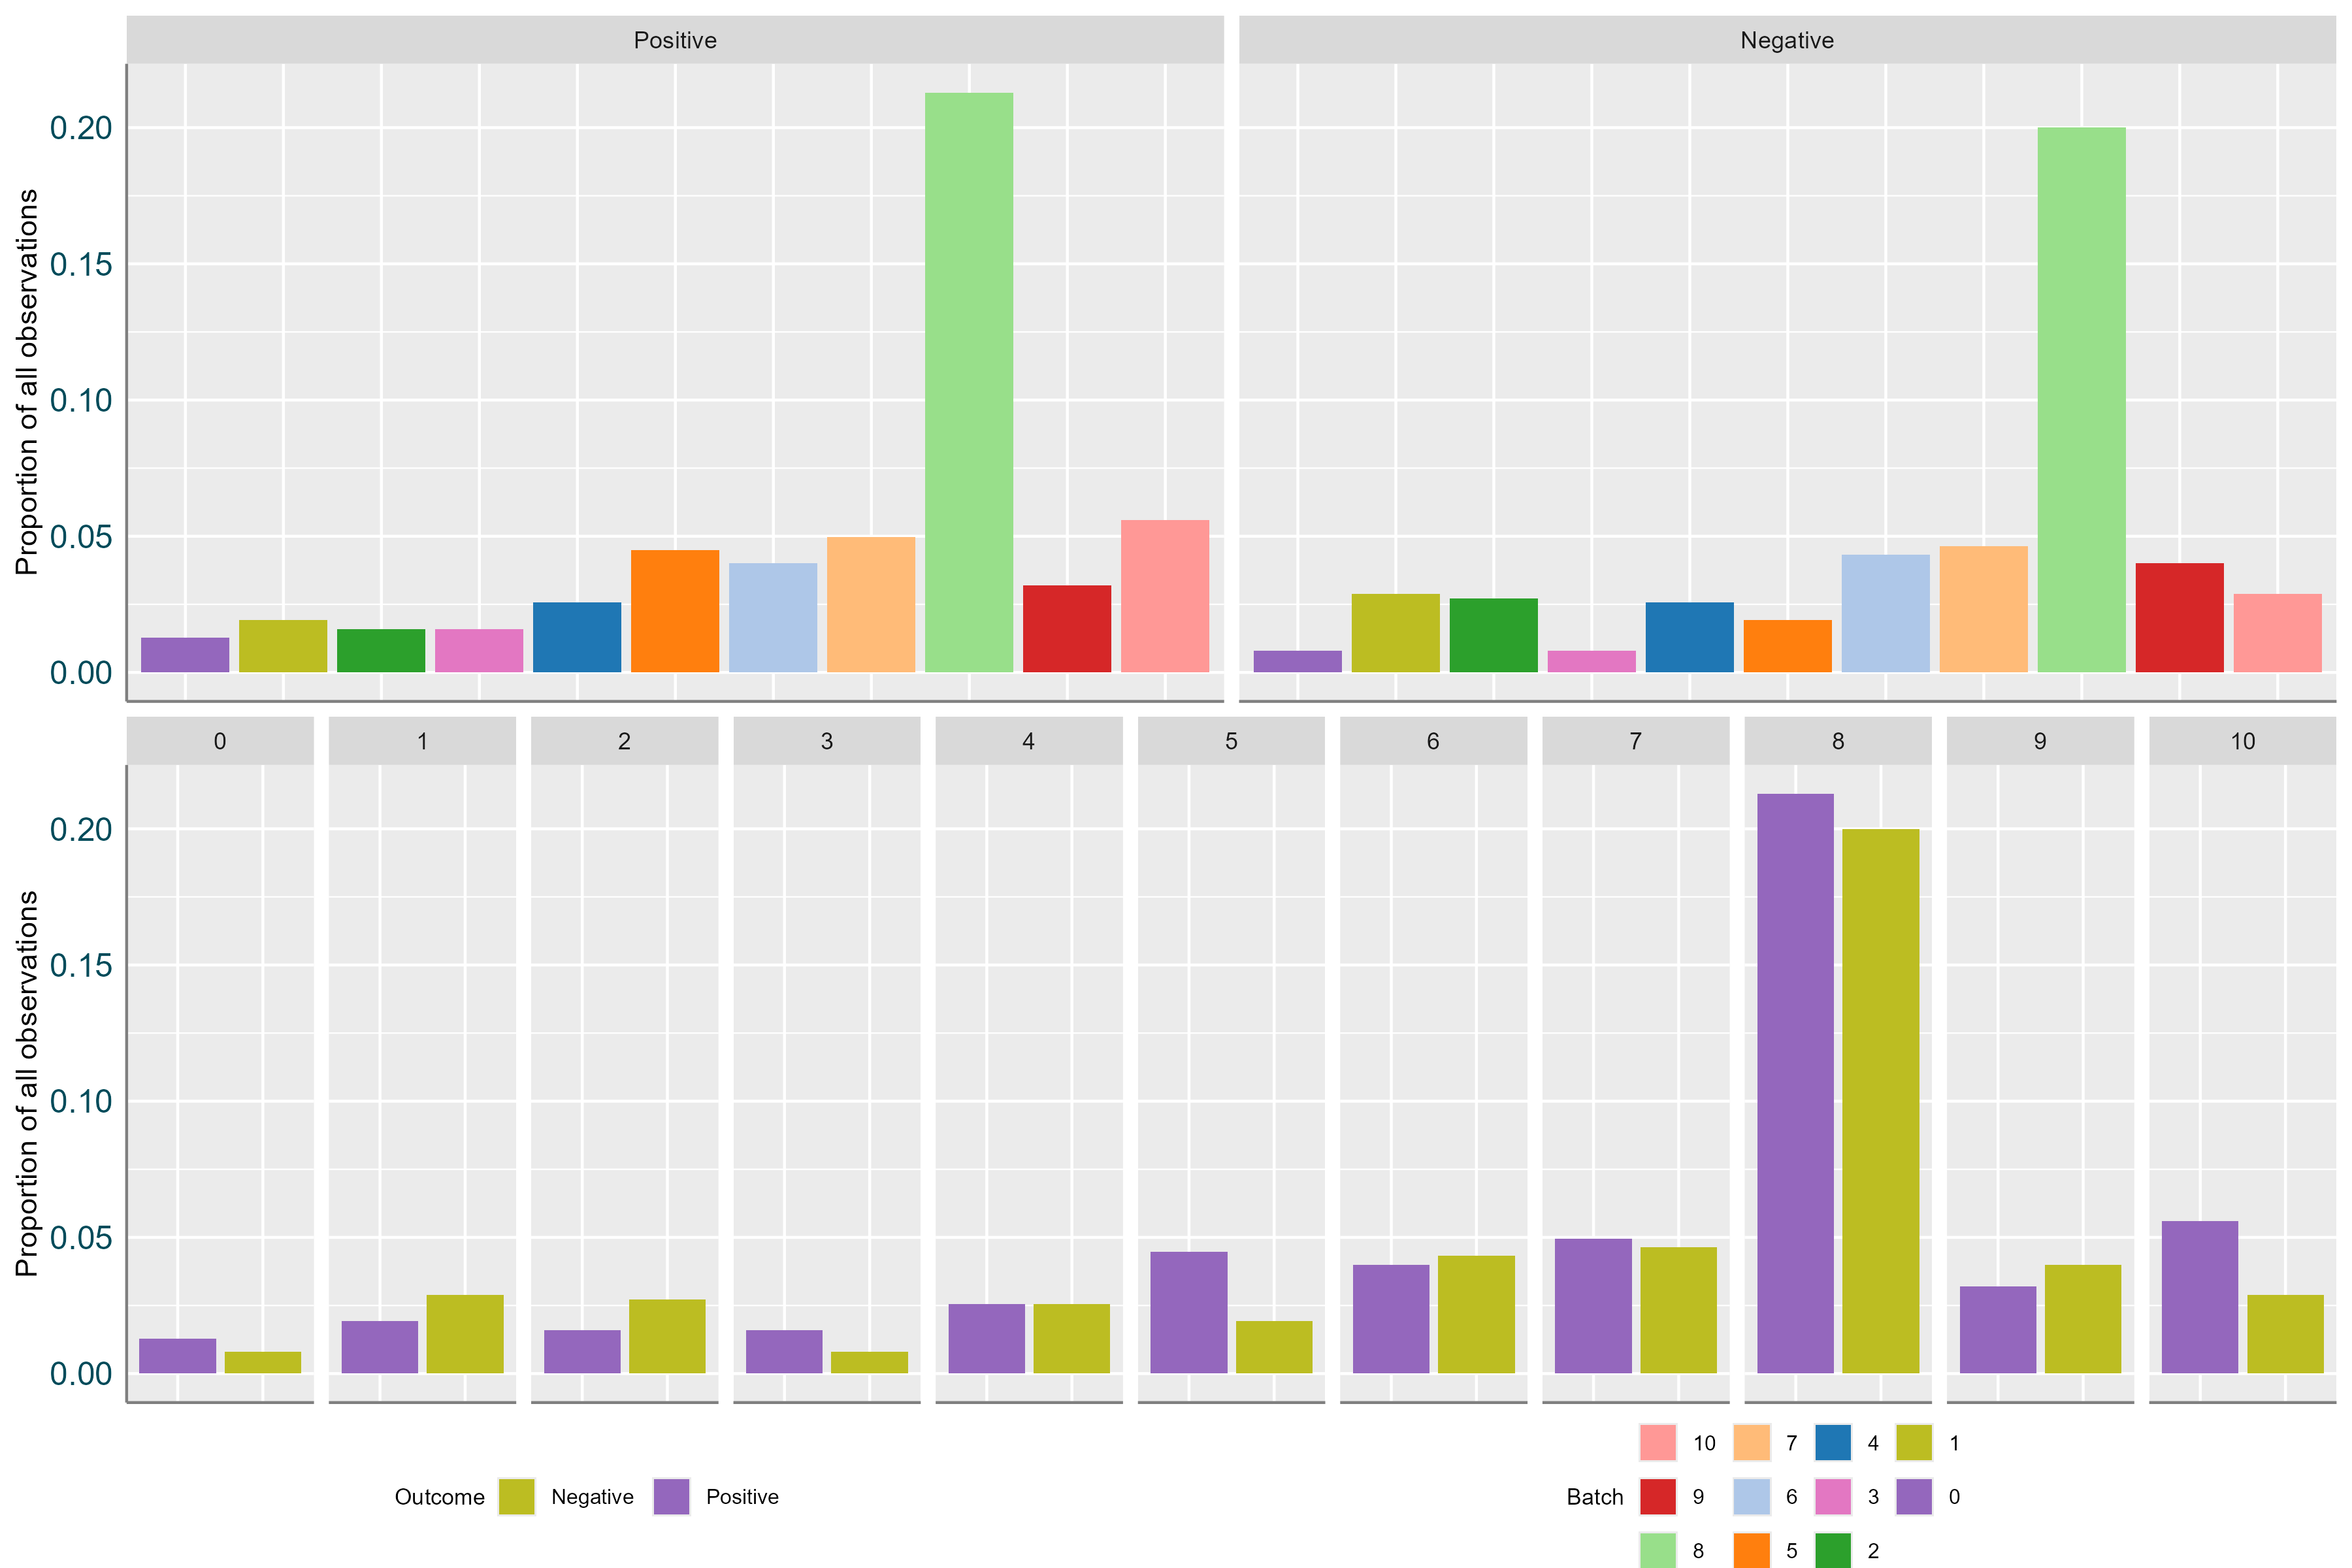 Positive
Negative
Proportion of all observations
0.20
0.15
0.10
0.05
0.00
0 1 2 3 4 5 6 7 8 9 10
Proportion of all observations
0.20
0.15
0.10
0.05
0.00
Outcome Negative Positive
10 7 4 1
Batch 9 6 3 0
8 5 2